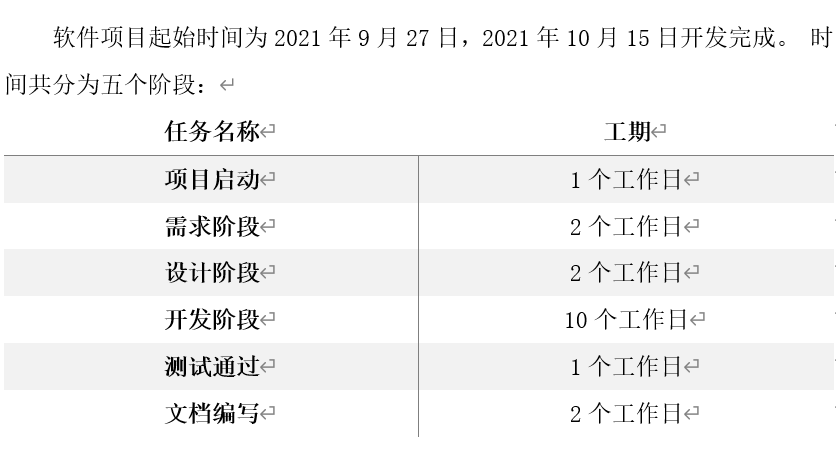 软件项目起始时间为 2021 年 9 月 27 日，2021 年 10 月 15 日开发完成。 时
间共分为五个阶段：
任务名称 工期
项目启动 1 个工作日
需求阶段 2 个工作日
设计阶段 2 个工作日
开发阶段 10 个工作日
测试通过 1 个工作日
文档编写 2 个工作日